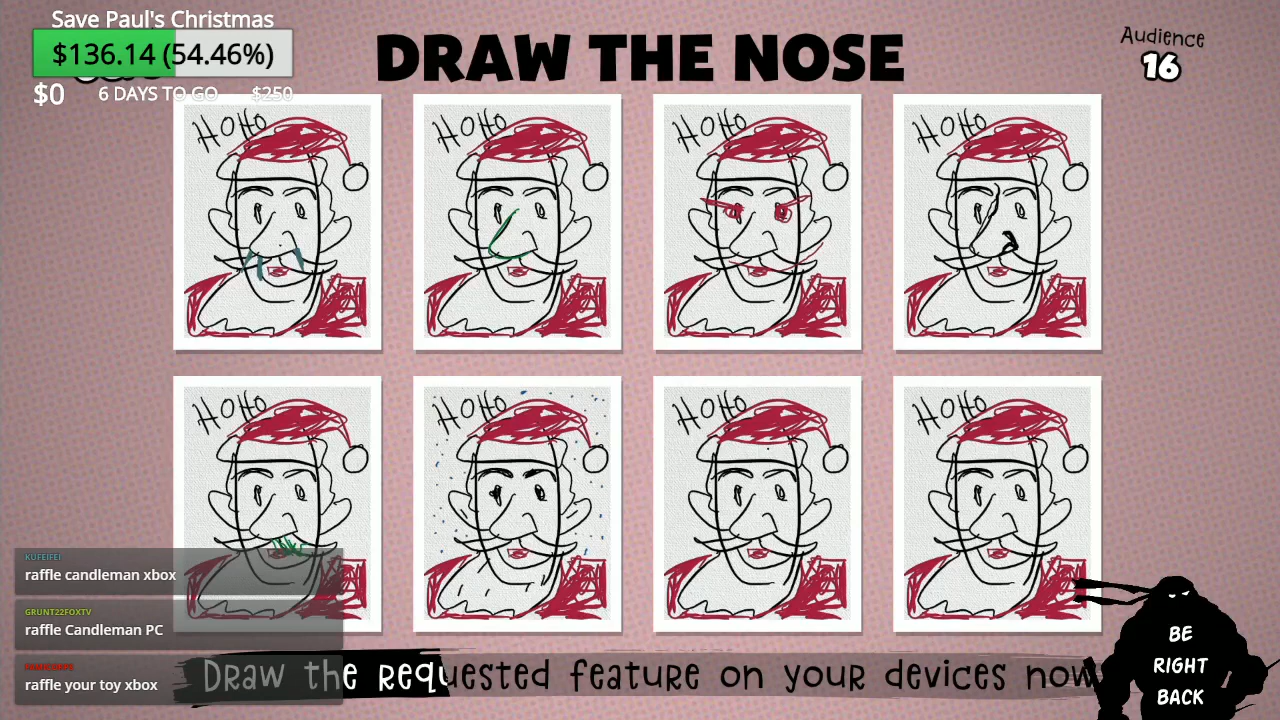 Save Paul's Christmas
$136.14 (54.46%)
$0 6 DAYS TO GO $250
DRAW THE NOSE
Audience
16
HOHO
HOHO
HOHO
HOHO
HOHO
HOHO
HOHO
HOHO
KUFEIFEI
raffle candleman xbox
GRUNT22FOXTV
raffle Candleman PC
raffle your toy xbox
Draw the requested feature on your devices now
BE
RIGHT
BACK